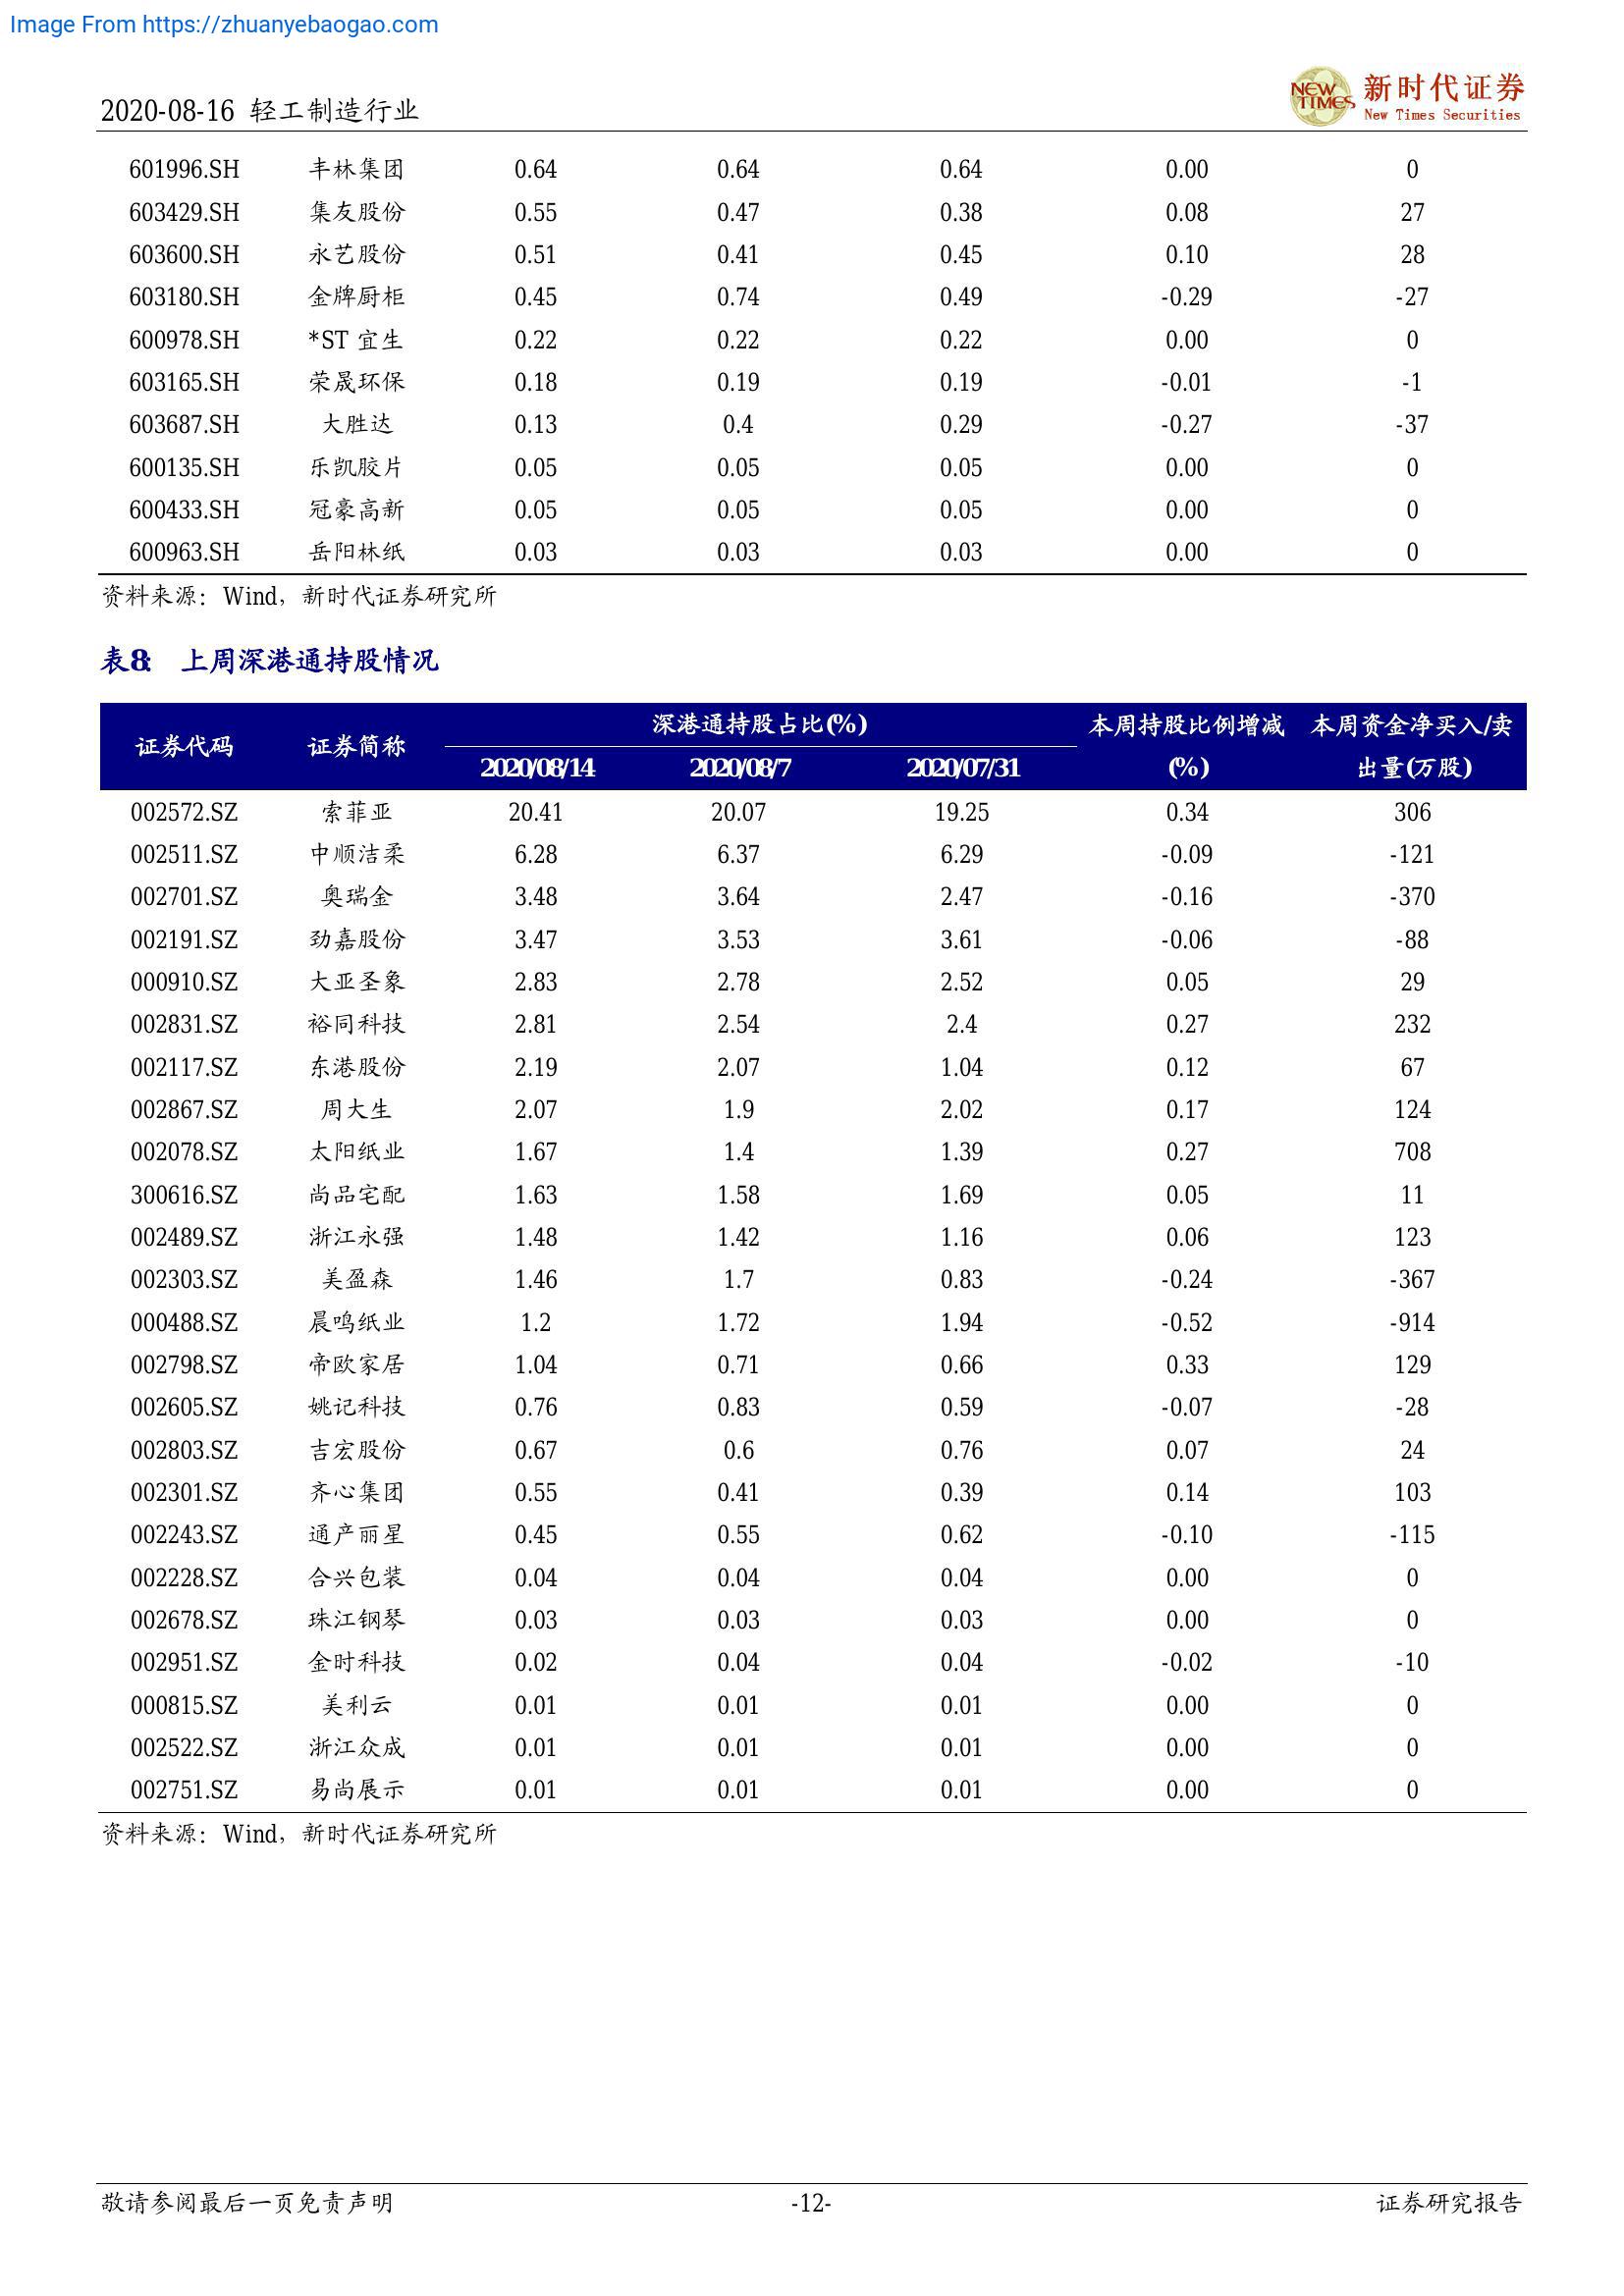 Image From https://zhuanyebaogao.com
2020-08-16 轻工制造行业
NEW TIMES 新时代证券
New Times Securities
601996.SH 丰林集团 0.64 0.64 0.64 0.00 0
603429.SH 集友股份 0.55 0.47 0.38 0.08 27
603600.SH 永艺股份 0.51 0.41 0.45 0.10 28
603180.SH 金牌厨柜 0.45 0.74 0.49 -0.29 -27
600978.SH *ST 宜生 0.22 0.22 0.22 0.00 0
603165.SH 荣晟环保 0.18 0.19 0.19 -0.01 -1
603687.SH 大胜达 0.13 0.4 0.29 -0.27 -37
600135.SH 乐凯胶片 0.05 0.05 0.05 0.00 0
600433.SH 冠豪高新 0.05 0.05 0.05 0.00 0
600963.SH 岳阳林纸 0.03 0.03 0.03 0.00 0
资料来源：Wind，新时代证券研究所
表8： 上周深港通持股情况
证券代码 证券简称 深港通持股占比(%) 本周持股比例增减 本周资金净买入/卖
2020/08/14 2020/08/7 2020/07/31 (%) 出量(万股)
002572.SZ 索菲亚 20.41 20.07 19.25 0.34 306
002511.SZ 中顺洁柔 6.28 6.37 6.29 -0.09 -121
002701.SZ 奥瑞金 3.48 3.64 2.47 -0.16 -370
002191.SZ 劲嘉股份 3.47 3.53 3.61 -0.06 -88
000910.SZ 大亚圣象 2.83 2.78 2.52 0.05 29
002831.SZ 裕同科技 2.81 2.54 2.4 0.27 232
002117.SZ 东港股份 2.19 2.07 1.04 0.12 67
002867.SZ 周大生 2.07 1.9 2.02 0.17 124
002078.SZ 太阳纸业 1.67 1.4 1.39 0.27 708
300616.SZ 尚品宅配 1.63 1.58 1.69 0.05 11
002489.SZ 浙江永强 1.48 1.42 1.16 0.06 123
002303.SZ 美盈森 1.46 1.7 0.83 -0.24 -367
000488.SZ 晨鸣纸业 1.2 1.72 1.94 -0.52 -914
002798.SZ 帝欧家居 1.04 0.71 0.66 0.33 129
002605.SZ 姚记科技 0.76 0.83 0.59 -0.07 -28
002803.SZ 吉宏股份 0.67 0.6 0.76 0.07 24
002301.SZ 齐心集团 0.55 0.41 0.39 0.14 103
002243.SZ 通产丽星 0.45 0.55 0.62 -0.10 -115
002228.SZ 合兴包装 0.04 0.04 0.04 0.00 0
002678.SZ 珠江钢琴 0.03 0.03 0.03 0.00 0
002951.SZ 金时科技 0.02 0.04 0.04 -0.02 -10
000815.SZ 美利云 0.01 0.01 0.01 0.00 0
002522.SZ 浙江众成 0.01 0.01 0.01 0.00 0
002751.SZ 易尚展示 0.01 0.01 0.01 0.00 0
资料来源：Wind，新时代证券研究所
敬请参阅最后一页免责声明 -12- 证券研究报告